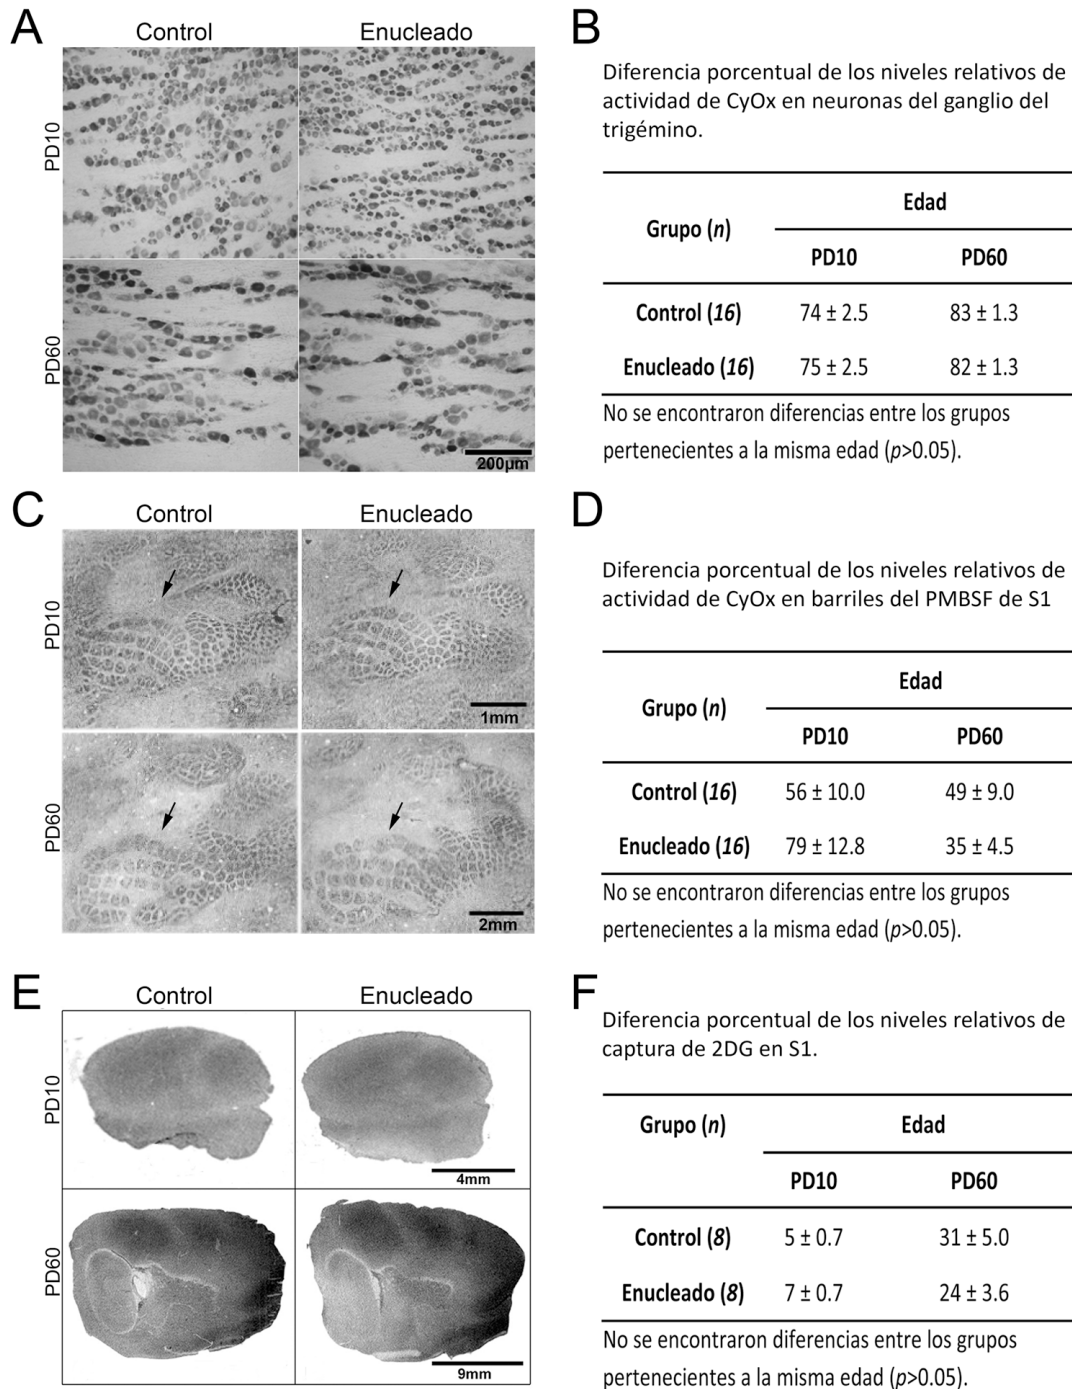 A
Control
Enucleado
PD10
PD60
200μm
B
Diferencia porcentual de los niveles relativos de
actividad de CyOx en neuronas del ganglio del
trigémino.
Grupo (n)
Edad
PD10
PD60
Control (16)
74 ± 2.5
83 ± 1.3
Enucleado (16)
75 ± 2.5
82 ± 1.3
No se encontraron diferencias entre los grupos
pertenecientes a la misma edad (p>0.05).
C
Control
Enucleado
PD10
1mm
PD60
2mm
D
Diferencia porcentual de los niveles relativos de
actividad de CyOx en barriles del PMBSF de S1
Grupo (n)
Edad
PD10
PD60
Control (16)
56 ± 10.0
49 ± 9.0
Enucleado (16)
79 ± 12.8
35 ± 4.5
No se encontraron diferencias entre los grupos
pertenecientes a la misma edad (p>0.05).
E
Control
Enucleado
PD10
4mm
PD60
9mm
F
Diferencia porcentual de los niveles relativos de
captura de 2DG en S1.
Grupo (n)
Edad
PD10
PD60
Control (8)
5 ± 0.7
31 ± 5.0
Enucleado (8)
7 ± 0.7
24 ± 3.6
No se encontraron diferencias entre los grupos
pertenecientes a la misma edad (p>0.05).